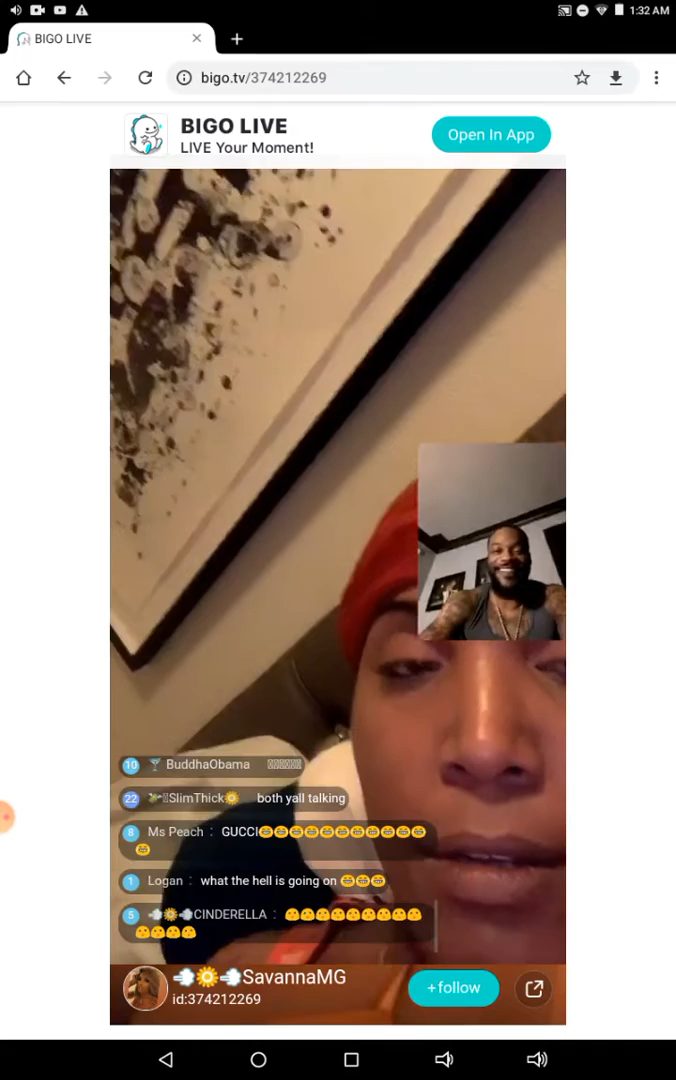 1:32 AM
BIGO LIVE
bigo.tv/374212269
BIGO LIVE
LIVE Your Moment!
Open In App
10 BuddhaObama
22 SlimThick🌞 both yall talking
8 Ms Peach : GUCCI😂😂😂😂😂😂😂😂😂😂😂
😂
1 Logan : what the hell is going on 😂😂😂
5 💨🌞💨CINDERELLA : 😗😗😗😗😗😗😗😗😗
😗😗😗😗
💨🌞💨SavannaMG
+follow
id:374212269